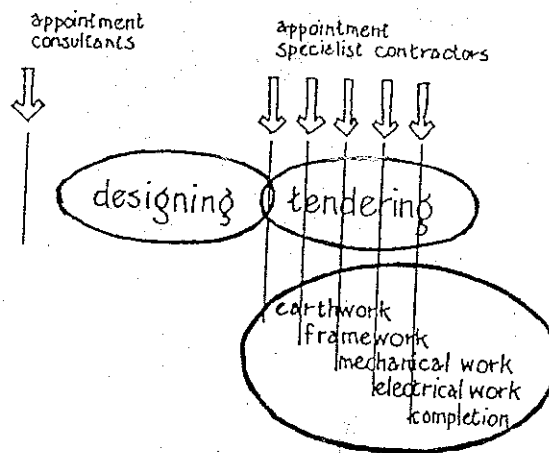 appointment
consultants
appointment
specialist contractors
designing
tendering
earthwork
framework
mechanical work
electrical work
completion